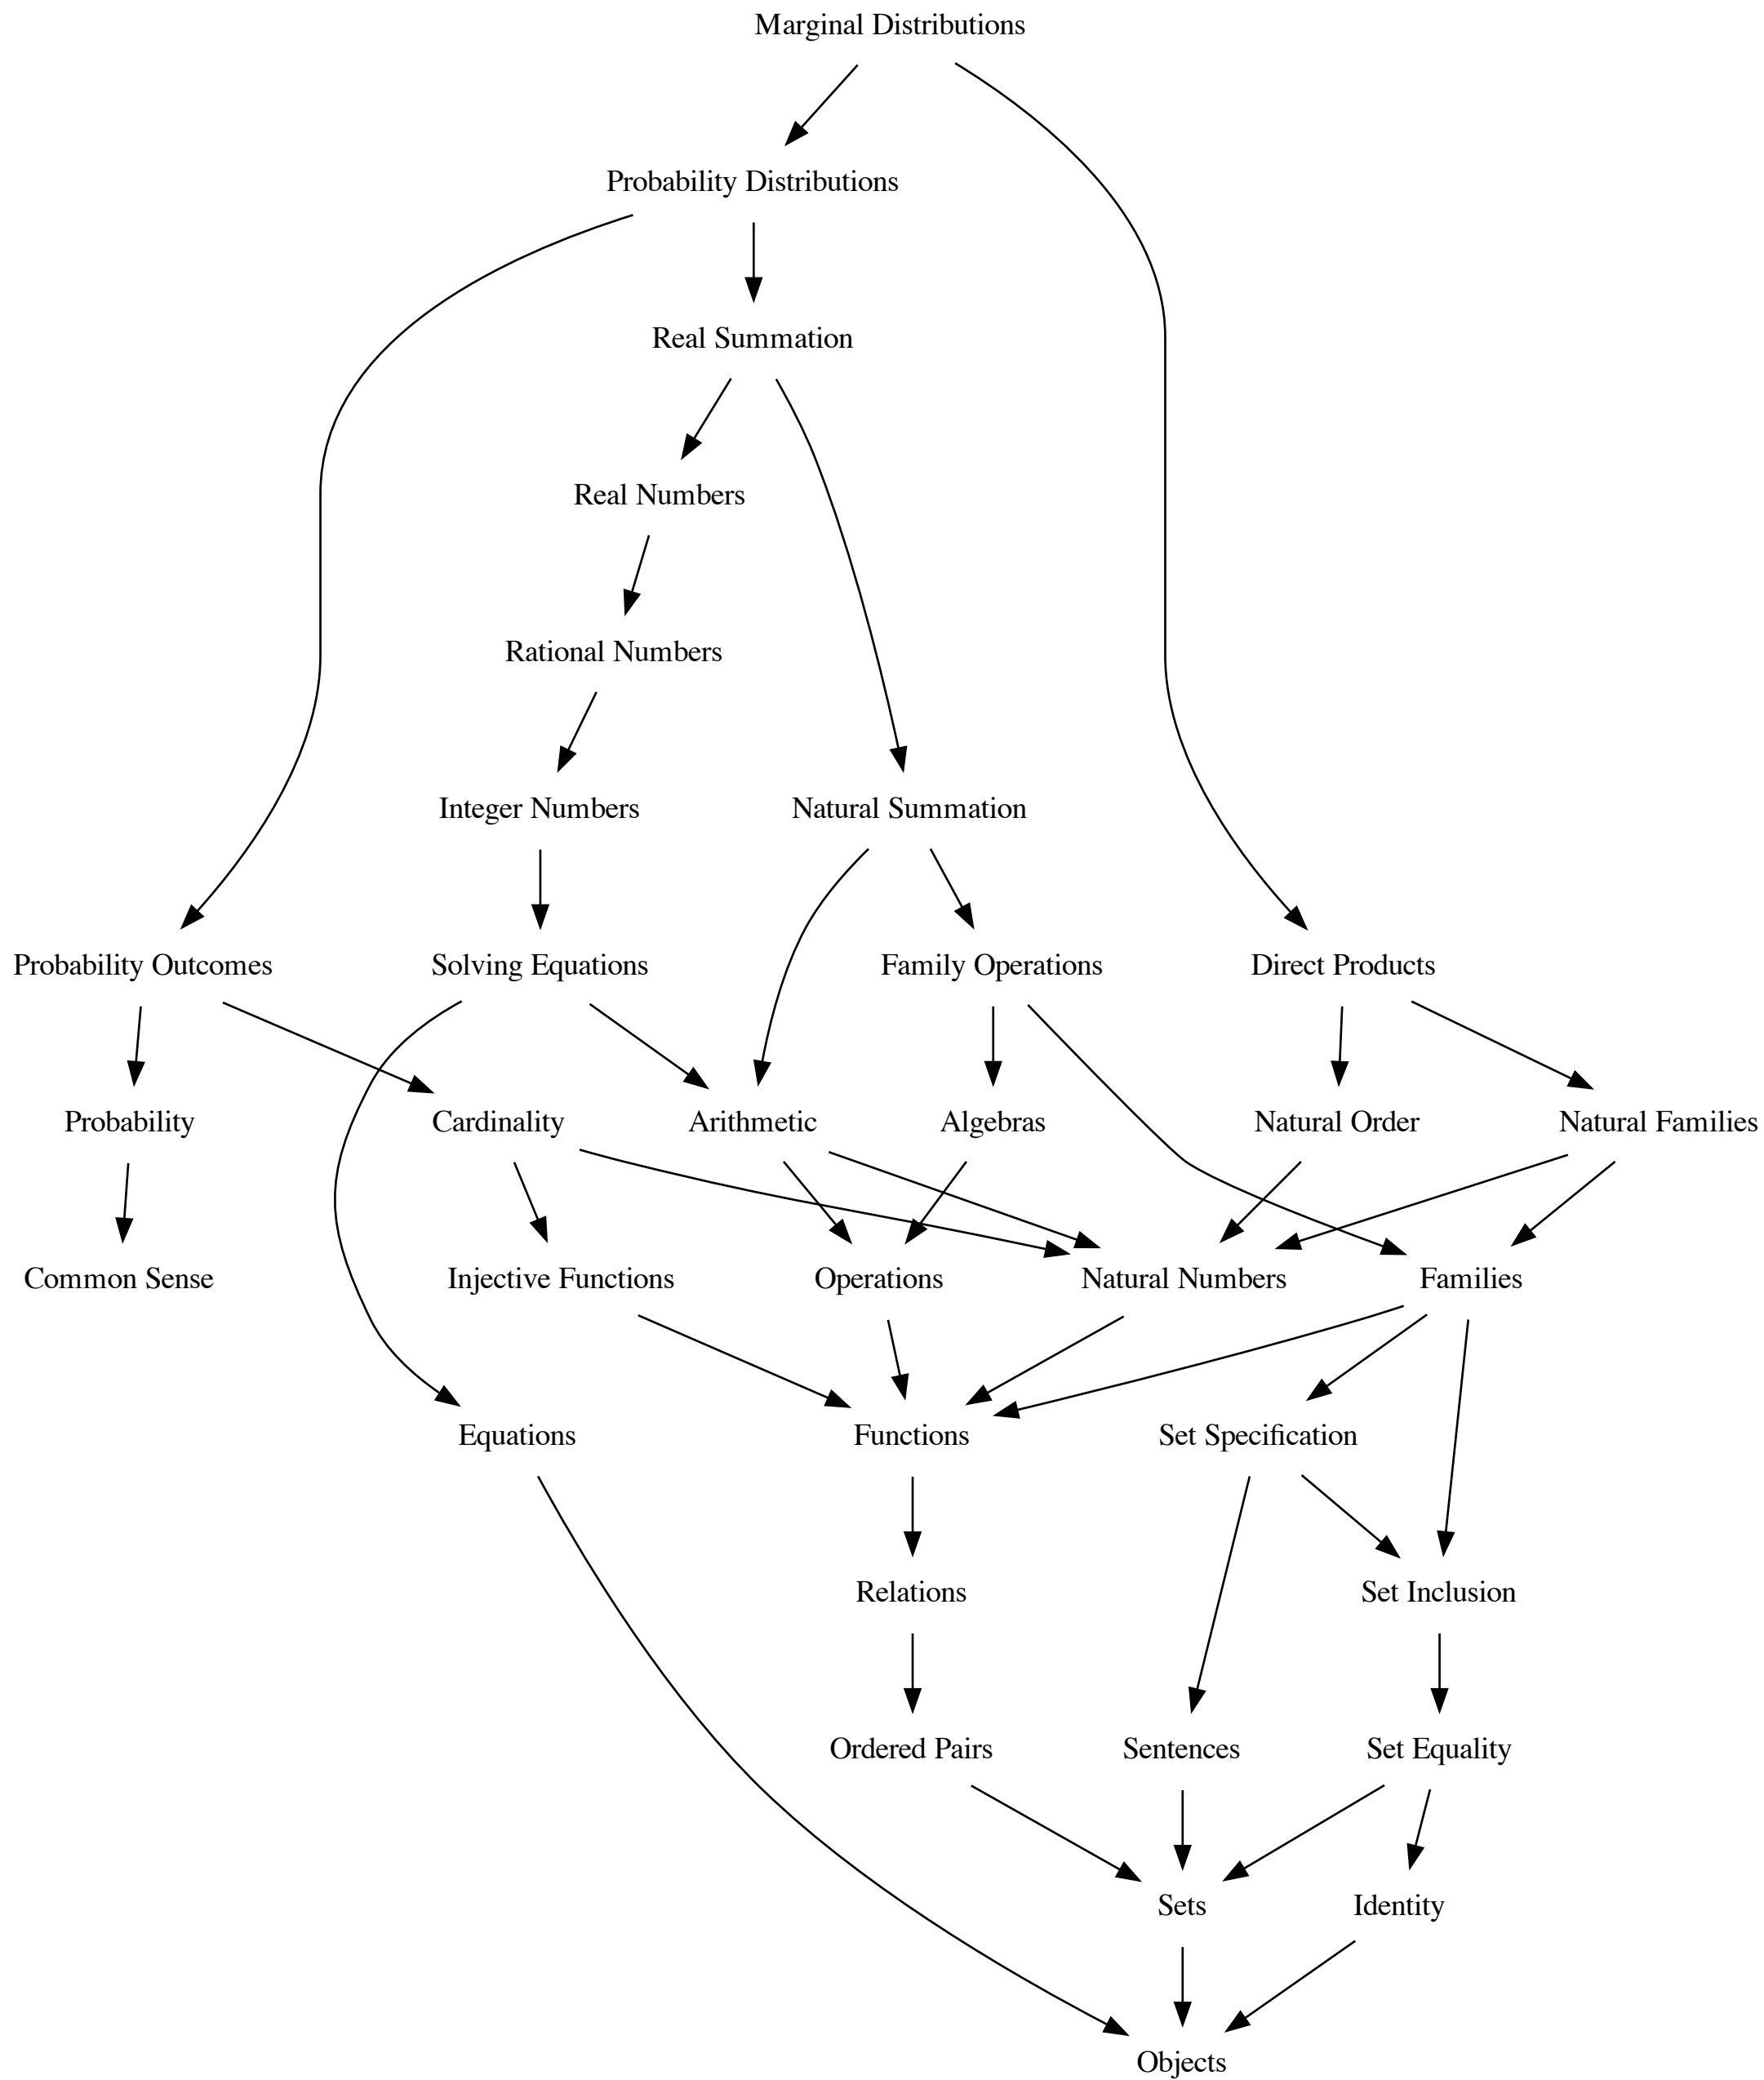 Marginal Distributions
Probability Distributions
Real Summation
Real Numbers
Rational Numbers
Integer Numbers
Natural Summation
Probability Outcomes
Solving Equations
Family Operations
Direct Products
Probability
Cardinality
Arithmetic
Algebras
Natural Order
Natural Families
Common Sense
Injective Functions
Operations
Natural Numbers
Families
Equations
Functions
Set Specification
Relations
Set Inclusion
Ordered Pairs
Sentences
Set Equality
Sets
Identity
Objects